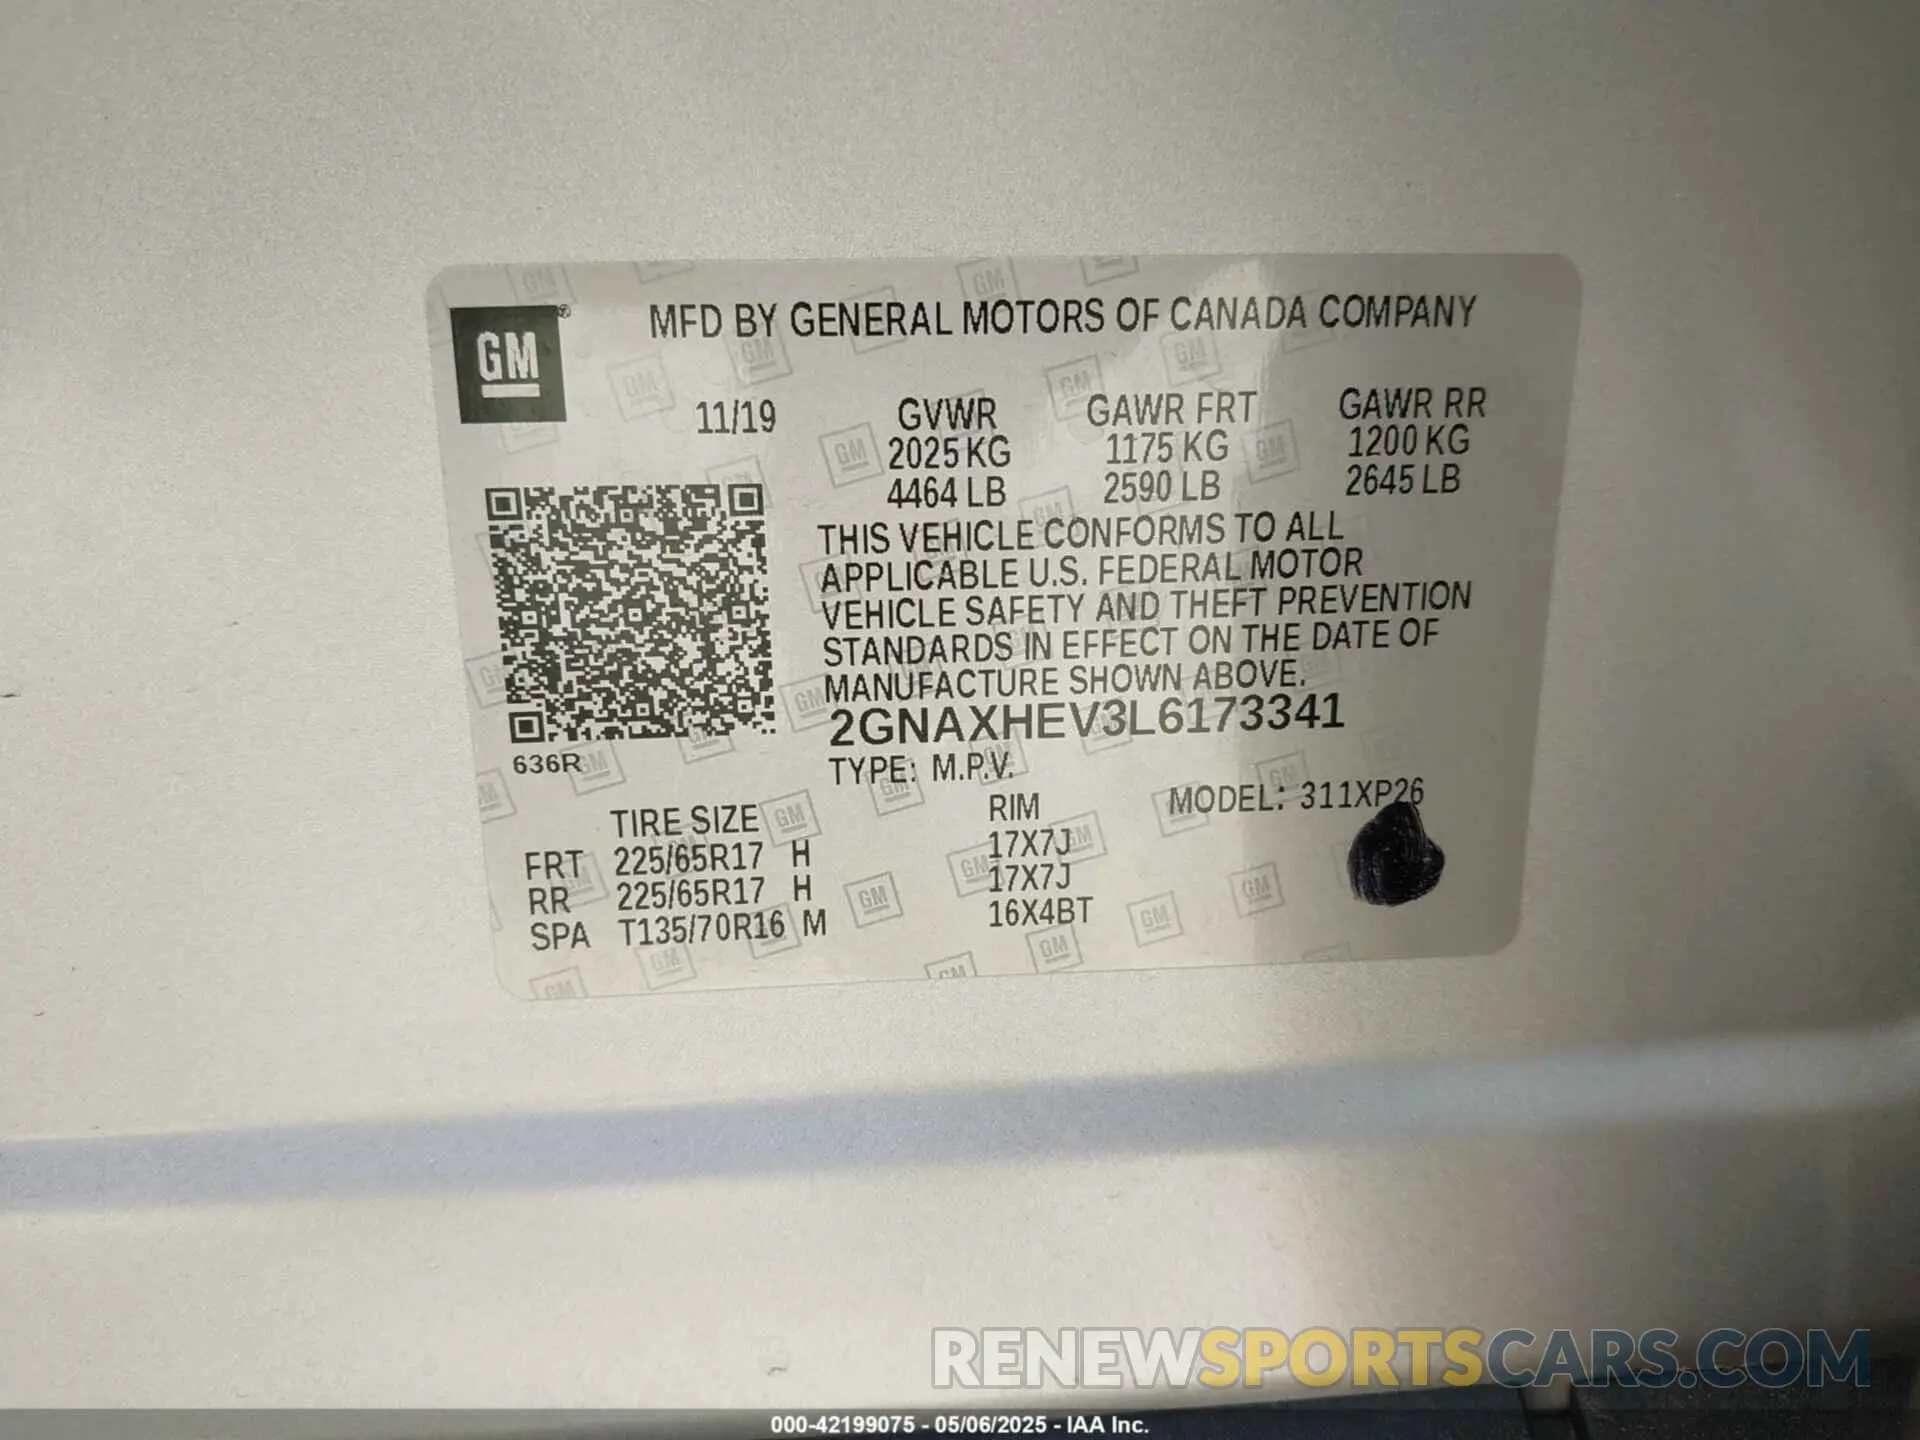 GM®
MFD BY GENERAL MOTORS OF CANADA COMPANY
11/19
GVWR GAWR FRT GAWR RR
2025 KG 1175 KG 1200 KG
4464 LB 2590 LB 2645 LB
THIS VEHICLE CONFORMS TO ALL
APPLICABLE U.S. FEDERAL MOTOR
VEHICLE SAFETY AND THEFT PREVENTION
STANDARDS IN EFFECT ON THE DATE OF
MANUFACTURE SHOWN ABOVE.
2GNAXHEV3L6173341
636R
TYPE: M.P.V.
MODEL: 311XP26
TIRE SIZE RIM
FRT 225/65R17 H 17X7J
RR 225/65R17 H 17X7J
SPA T135/70R16 M 16X4BT
RENEWSPORTSCARS.COM
000-42199075 - 05/06/2025 - IAA Inc.